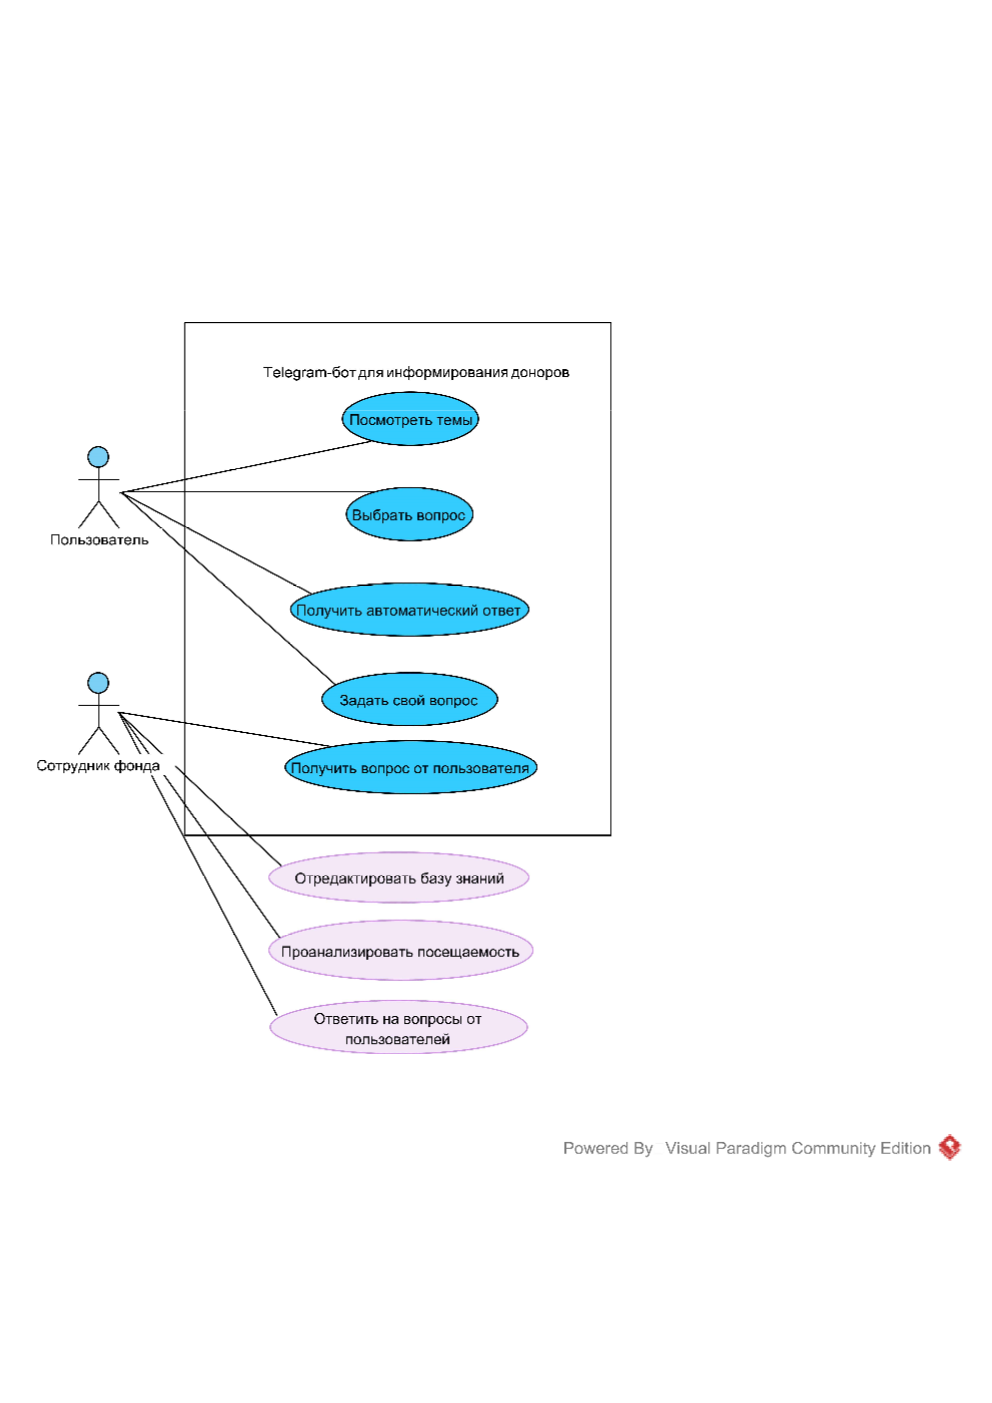 Telegram-бот для информирования доноров
Посмотреть темы
Выбрать вопрос
Пользователь
Получить автоматический ответ
Задать свой вопрос
Получить вопрос от пользователя
Сотрудник фонда
Отредактировать базу знаний
Проанализировать посещаемость
Ответить на вопросы от
пользователей
Powered By Visual Paradigm Community Edition